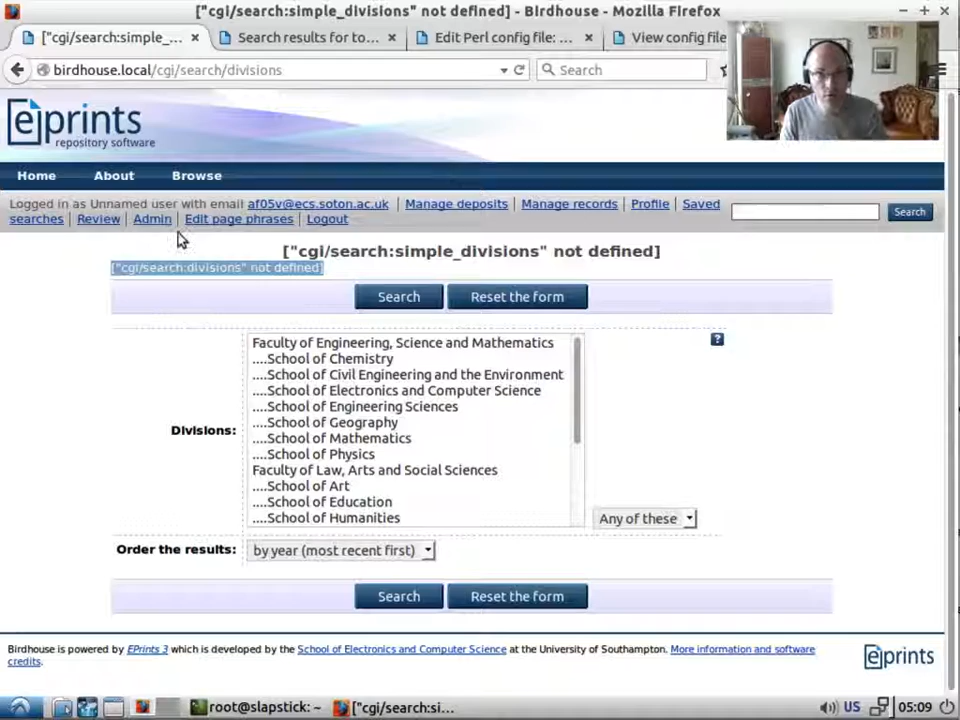 ["cgi/search:simple_divisions" not defined] - Birdhouse - Mozilla Firefox
["cgi/search:simple_... × Search results for to... × Edit Perl config file: ... × View config file
birdhouse.local/cgi/search/divisions Search
eprints
repository software
Home About Browse
Logged in as Unnamed user with email af05v@ecs.soton.ac.uk | Manage deposits | Manage records | Profile | Saved
searches | Review | Admin | Edit page phrases | Logout
Search
["cgi/search:simple_divisions" not defined]
["cgi/search:divisions" not defined]
Search Reset the form
?
Faculty of Engineering, Science and Mathematics
....School of Chemistry
....School of Civil Engineering and the Environment
....School of Electronics and Computer Science
....School of Engineering Sciences
....School of Geography
Divisions:
....School of Mathematics
....School of Physics
Faculty of Law, Arts and Social Sciences
....School of Art
....School of Education
....School of Humanities
Any of these
Order the results: by year (most recent first)
Search Reset the form
Birdhouse is powered by EPrints 3 which is developed by the School of Electronics and Computer Science at the University of Southampton. More information and software
credits.
eprints
root@slapstick: ~ ["cgi/search:si... US 05:09